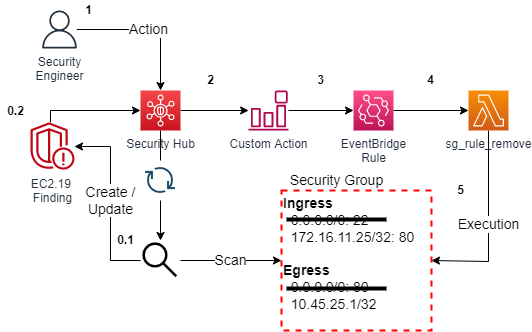 1
Action
Security
Engineer
2
3
4
0.2
Security Hub
Custom Action
EventBridge
Rule
sg_rule_remove
EC2.19
Finding
Create /
Update
Security Group
5
Ingress
0.0.0.0/0: 22
172.16.11.25/32: 80
Execution
0.1
Scan
Egress
0.0.0.0/0: 80
10.45.25.1/32